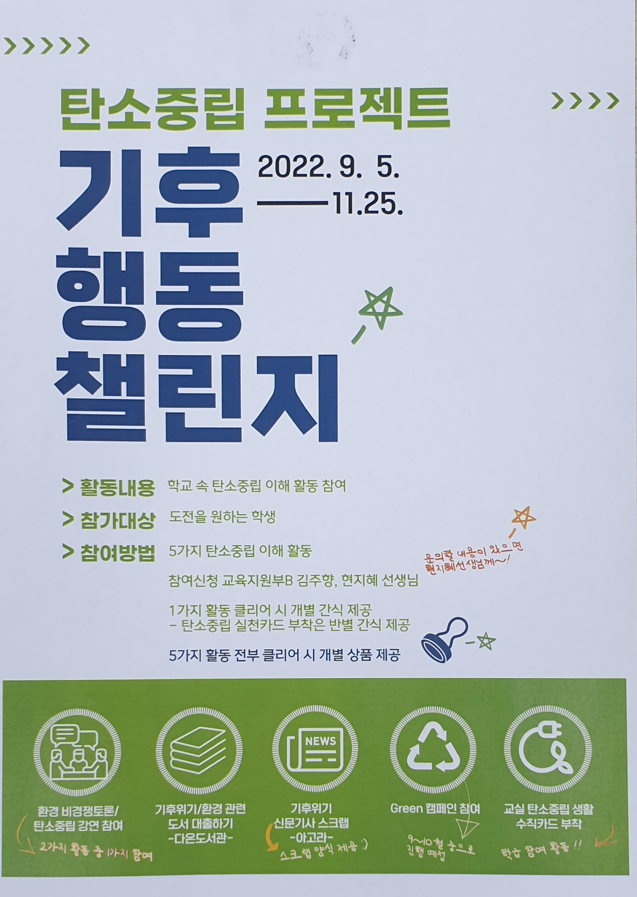 탄소중립 프로젝트
기후
행동
챌린지
2022. 9. 5.
11.25.
> 활동내용 학교 속 탄소중립 이해 활동 참여
> 참가대상 도전을 원하는 학생
> 참여방법 5가지 탄소중립 이해 활동
참여신청 교육지원부B 김주향, 현지혜 선생님
문의할 내용이 있으면
현지혜선생님께~!
1가지 활동 클리어 시 개별 간식 제공
- 탄소중립 실천카드 부착은 반별 간식 제공
5가지 활동 전부 클리어 시 개별 상품 제공
환경 비경쟁토론/
탄소중립 강연 참여
2가지 활동 중 1가지 참여
기후위기/환경 관련
도서 대출하기
-다온도서관-
NEWS
기후위기
신문기사 스크랩
-아고라-
스크랩 양식 제공 :)
Green 캠페인 참여
9~10월 중으로
진행 예정
교실 탄소중립 생활
수칙카드 부착
학급 참여 활동!!